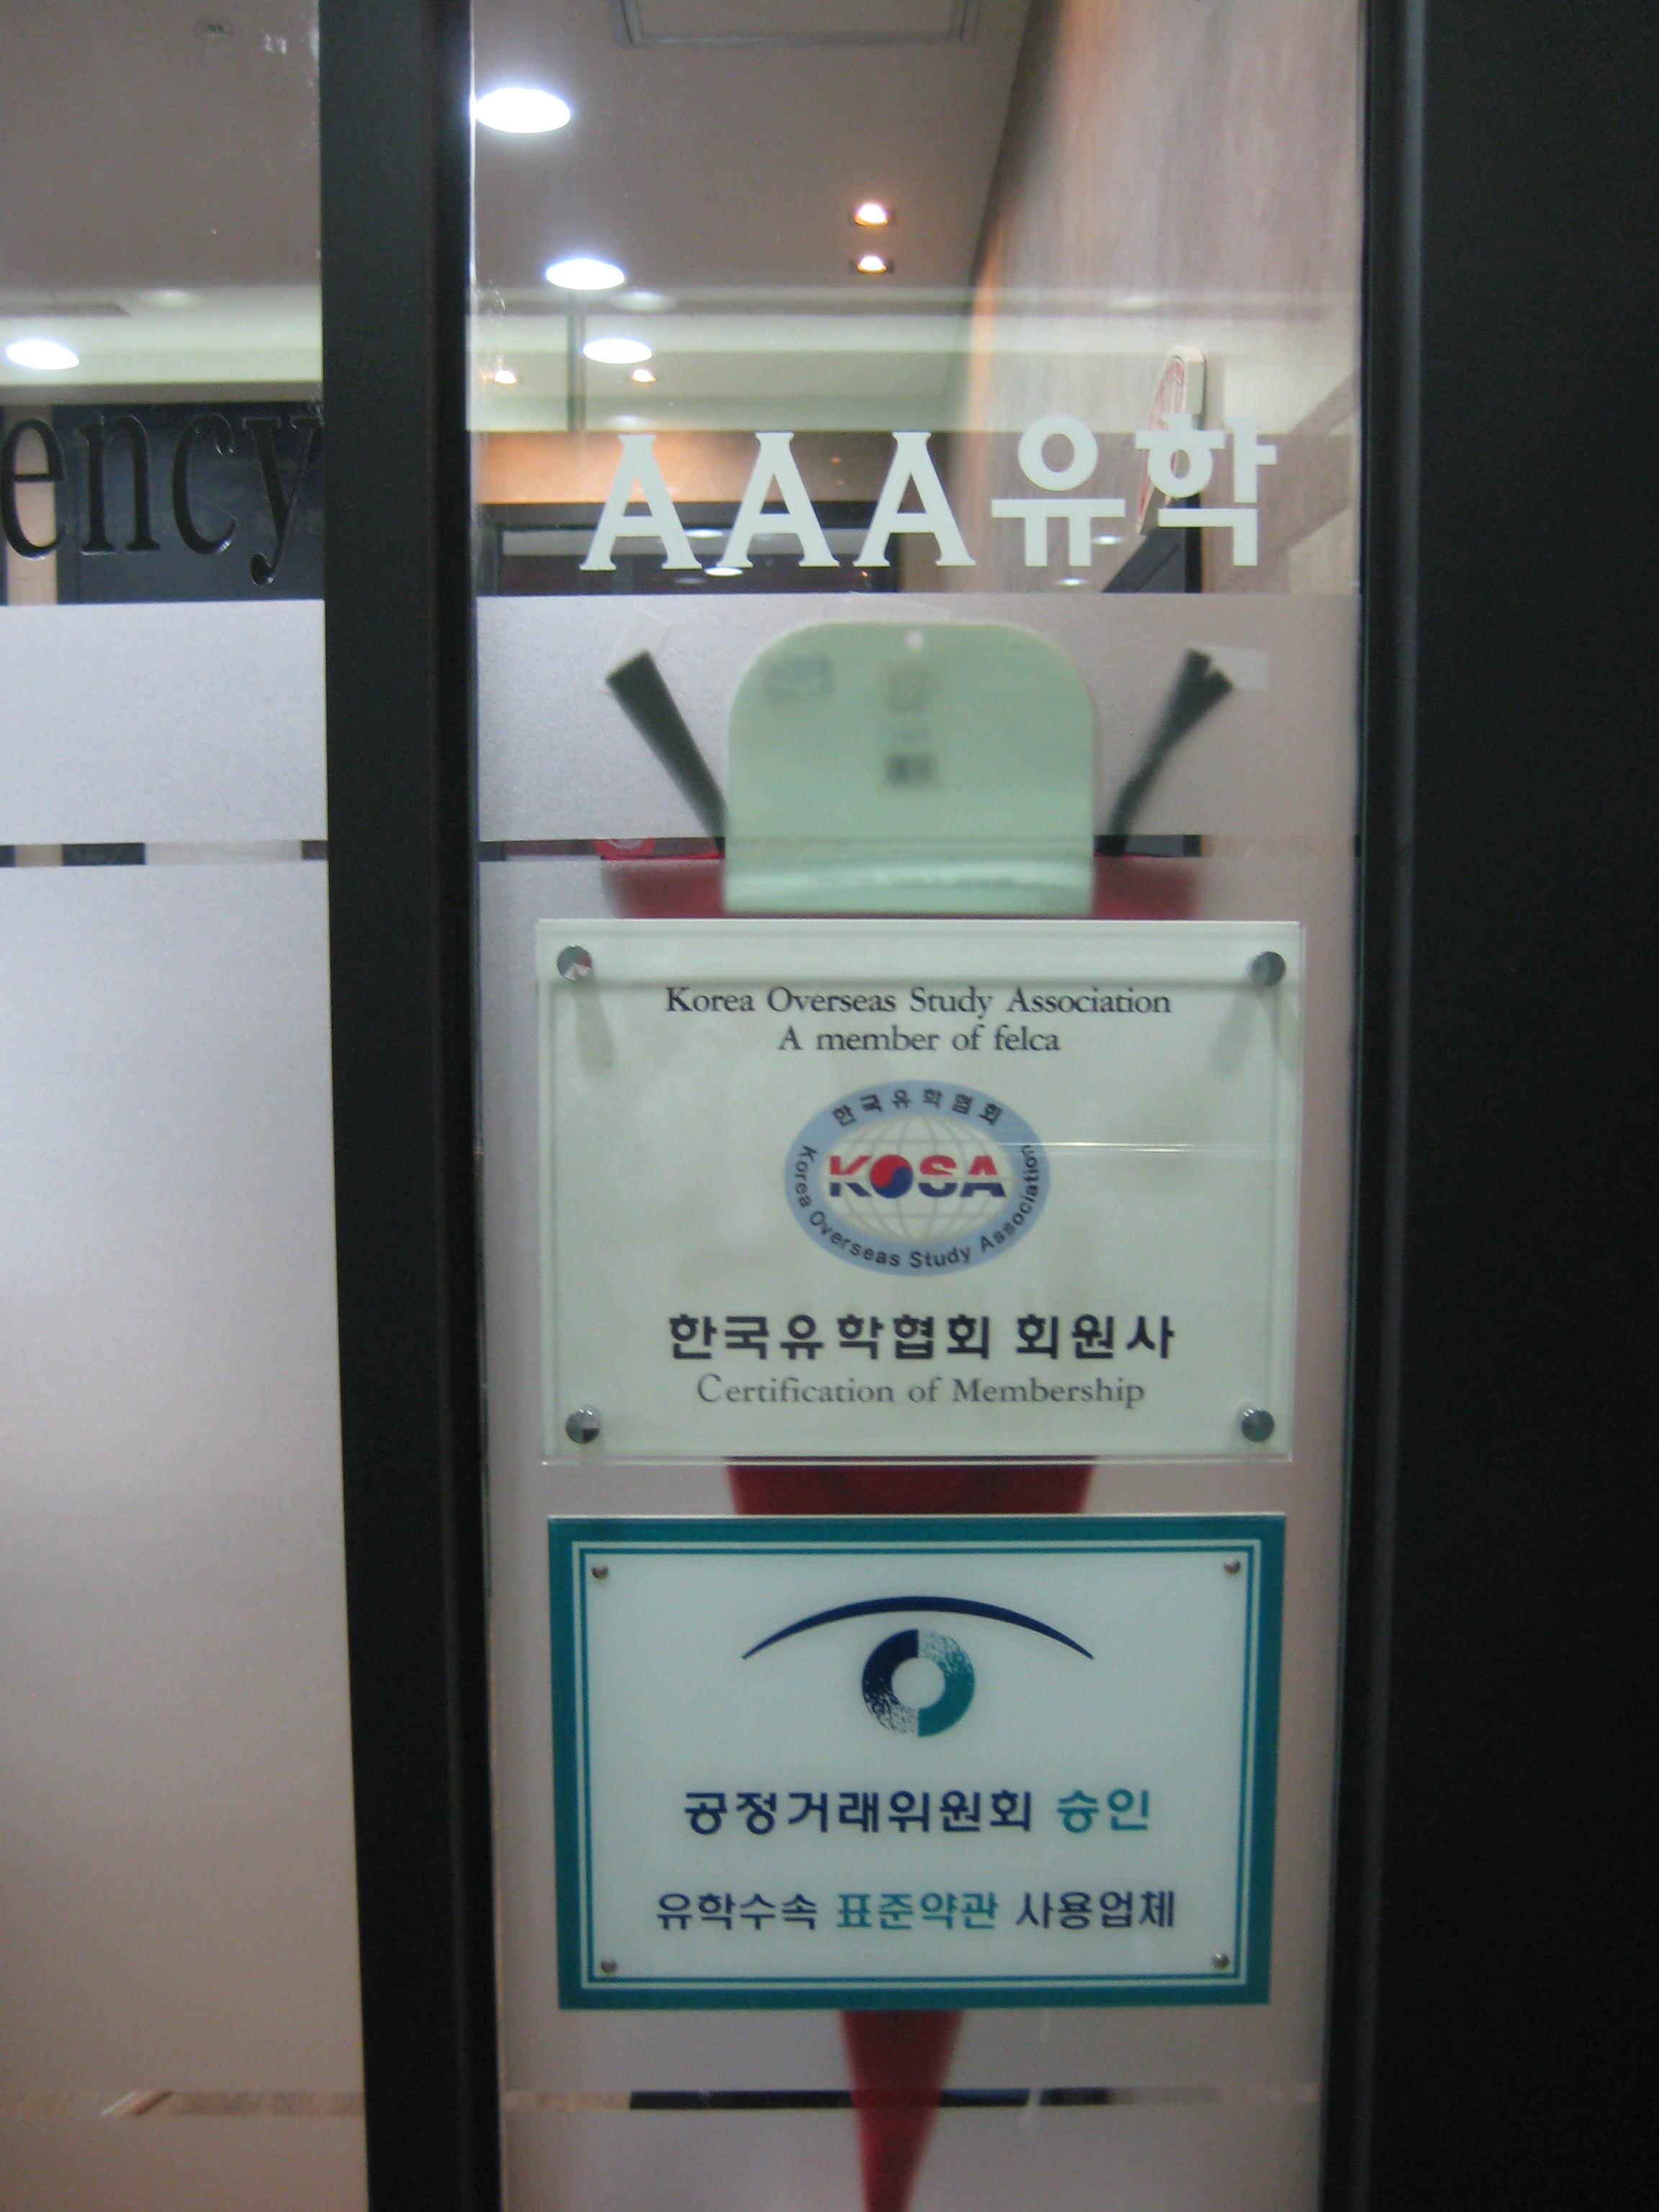 ency
AAA유학
Korea Overseas Study Association
A member of felca
한국유학협회
KOSA
Korea Overseas Study Association
한국유학협회 회원사
Certification of Membership
공정거래위원회 승인
유학수속 표준약관 사용업체